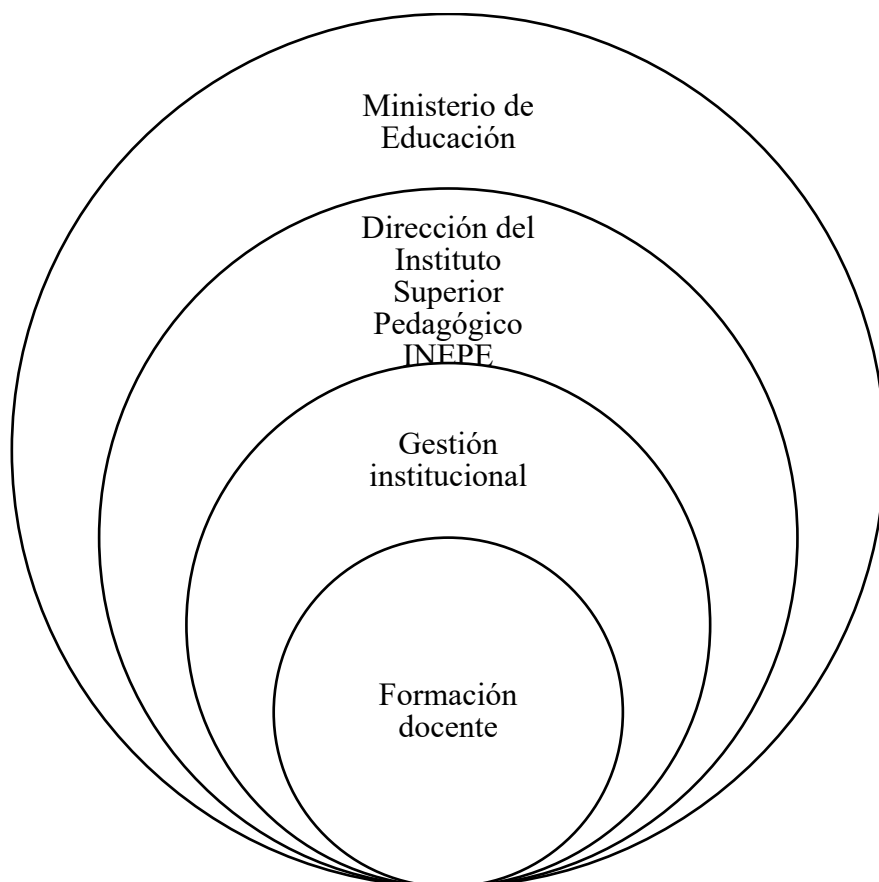 Ministerio de
Educación
Dirección del
Instituto
Superior
Pedagógico
INEPE
Gestión
institucional
Formación
docente